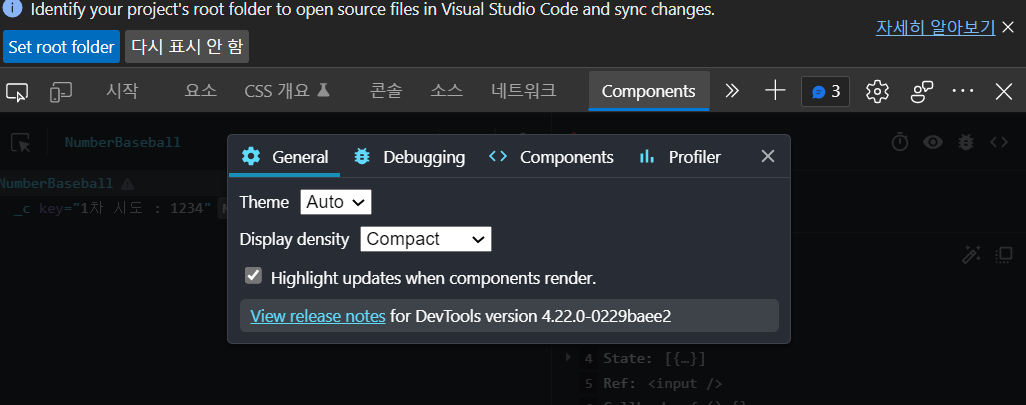 Identify your project's root folder to open source files in Visual Studio Code and sync changes.
자세히 알아보기
Set root folder 다시 표시 안 함
시작 요소 CSS 개요 콘솔 소스 네트워크 Components 3
NumberBaseball
General Debugging Components Profiler
NumberBaseball
Theme Auto
_c key="1차 시도 : 1234"
Display density Compact
Highlight updates when components render.
View release notes for DevTools version 4.22.0-0229baee2
4 State: [{…}]
5 Ref: <input />